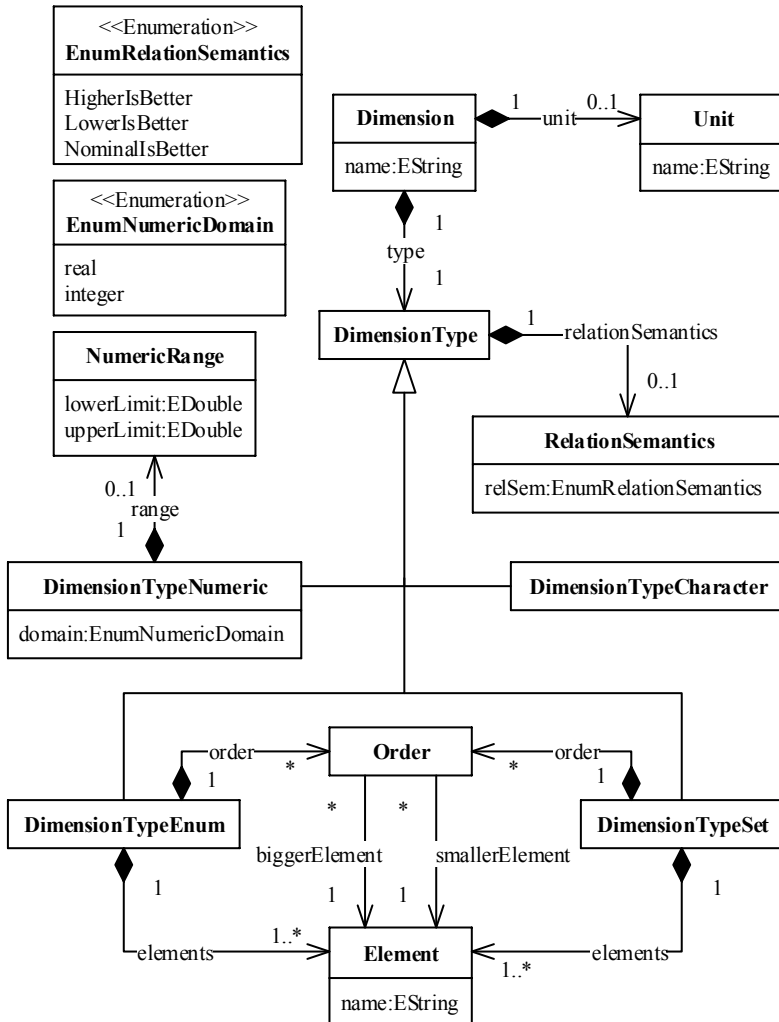 <<Enumeration>>
EnumRelationSemantics
HigherIsBetter
LowerIsBetter
NominalIsBetter
Dimension
name:EString
1
unit
0..1
Unit
name:EString
<<Enumeration>>
EnumNumericDomain
real
integer
1
type
1
DimensionType
1
relationSemantics
0..1
NumericRange
lowerLimit:EDouble
upperLimit:EDouble
RelationSemantics
relSem:EnumRelationSemantics
0..1
range
1
DimensionTypeNumeric
domain:EnumNumericDomain
DimensionTypeCharacter
order
*
1
Order
order
*
1
DimensionTypeEnum
*
*
DimensionTypeSet
biggerElement
smallerElement
1
1
1
1
elements
1..*
Element
name:EString
1..*
elements